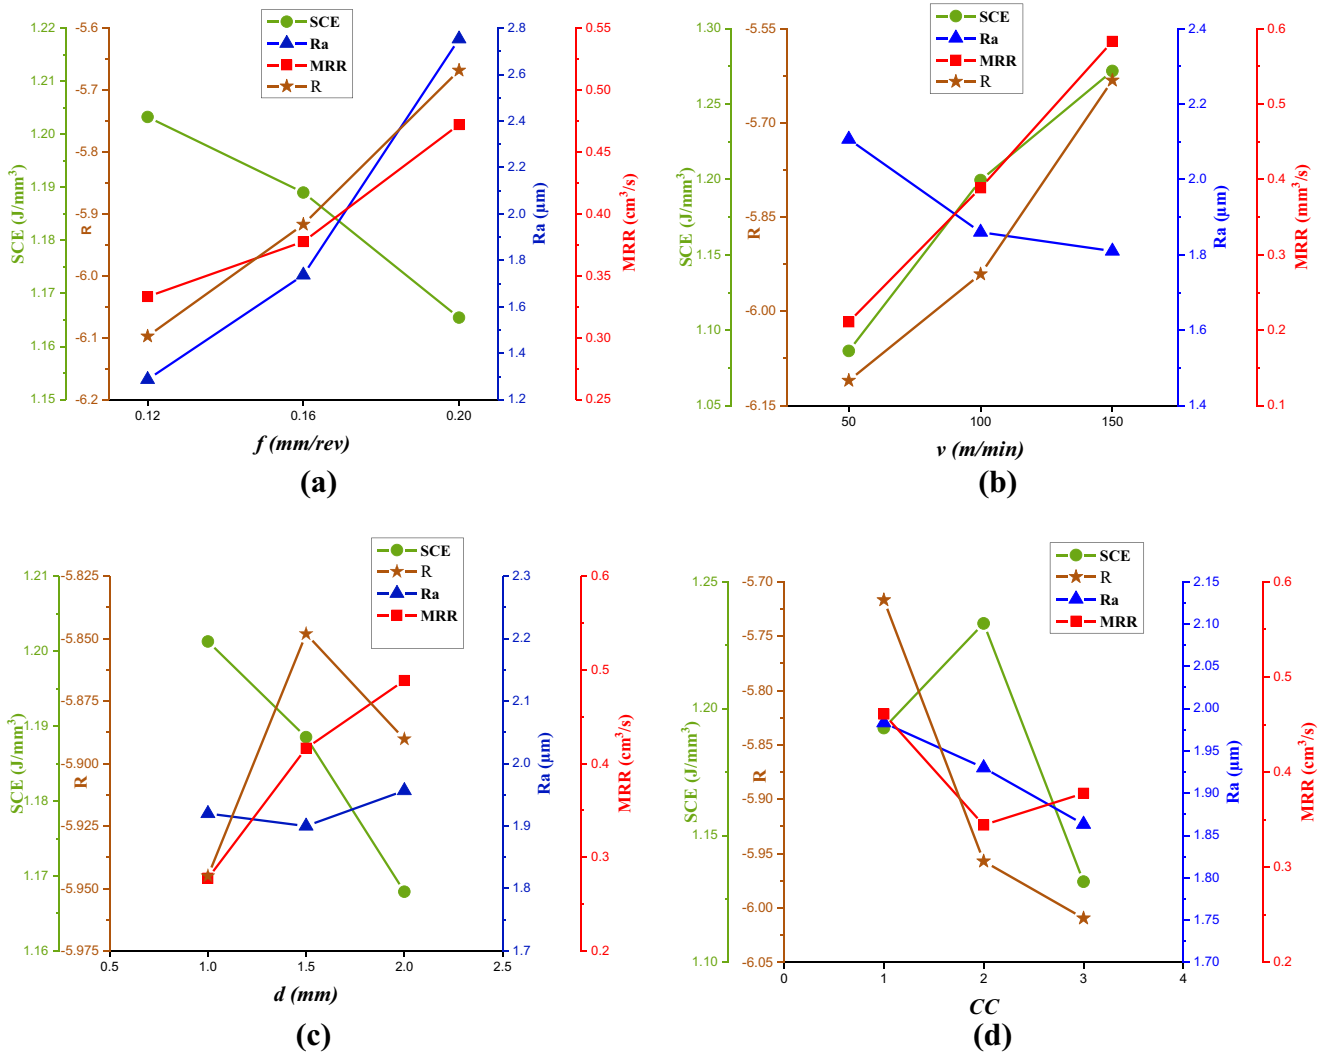 SCE
Ra
MRR
R
1.22
1.21
1.20
1.19
1.18
1.17
1.16
1.15
SCE (J/mm³)
-5.6
-5.7
-5.8
-5.9
-6.0
-6.1
-6.2
R
2.8
2.6
2.4
2.2
2.0
1.8
1.6
1.4
1.2
Ra (µm)
0.55
0.50
0.45
0.40
0.35
0.30
0.25
MRR (cm³/s)
0.12 0.16 0.20
f (mm/rev)
(a)
SCE
Ra
MRR
R
1.30
1.25
1.20
1.15
1.10
1.05
SCE (J/mm³)
-5.55
-5.70
-5.85
-6.00
-6.15
R
2.4
2.2
2.0
1.8
1.6
1.4
Ra (µm)
0.6
0.5
0.4
0.3
0.2
0.1
MRR (mm³/s)
50 100 150
v (m/min)
(b)
SCE
R
Ra
MRR
1.21
1.20
1.19
1.18
1.17
1.16
SCE (J/mm³)
-5.825
-5.850
-5.875
-5.900
-5.925
-5.950
-5.975
R
2.3
2.2
2.1
2.0
1.9
1.8
1.7
Ra (µm)
0.6
0.5
0.4
0.3
0.2
MRR (cm³/s)
0.5 1.0 1.5 2.0 2.5
d (mm)
(c)
SCE
R
Ra
MRR
1.25
1.20
1.15
1.10
SCE (J/mm³)
-5.70
-5.75
-5.80
-5.85
-5.90
-5.95
-6.00
-6.05
R
2.15
2.10
2.05
2.00
1.95
1.90
1.85
1.80
1.75
1.70
Ra (µm)
0.6
0.5
0.4
0.3
0.2
MRR (cm³/s)
0 1 2 3 4
CC
(d)